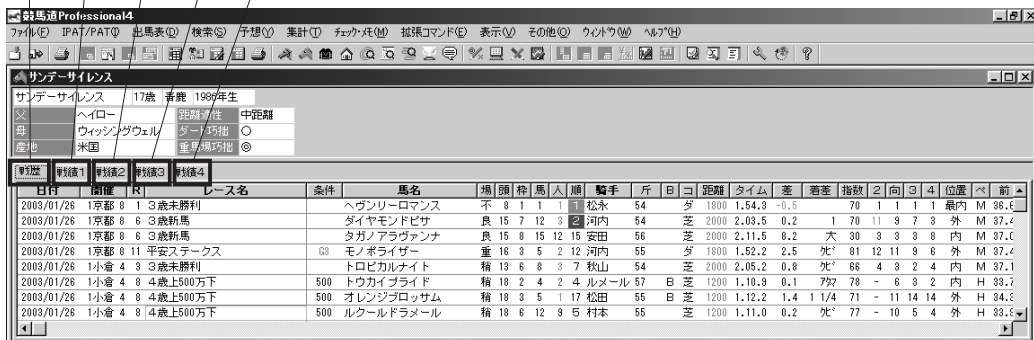 競馬道Professional4
ファイル(F) IPAT/PAT(I) 出馬表(D) 検索(S) 予想(Y) 集計(T) チェック・メモ(M) 拡張コマンド(E) 表示(V) その他(O) ウィンドウ(W) ヘルプ(H)
サンデーサイレンス
サンデーサイレンス 17歳 青鹿 1986年生
父 ヘイロー 距離適性 中距離
母 ウィッシングウェル ダート巧拙 ○
産地 米国 重馬場巧拙 ◎
戦歴 戦績1 戦績2 戦績3 戦績4
日付 開催 R レース名 条件 馬名 場 頭 枠 馬 人 順 騎手 斤 B コ 距離 タイム 差 着差 指数 2 向 3 4 位置 ペ 前
2003/01/26 1京都 8 1 3歳未勝利 ヘヴンリーロマンス 不 8 1 1 1 1 松永 54 ダ 1800 1.54.3 -0.5 70 1 1 1 1 最内 M 38.6
2003/01/26 1京都 8 6 3歳新馬 ダイヤモンドビサ 良 15 7 12 3 2 河内 54 芝 2000 2.03.5 0.2 1 70 11 9 7 3 外 M 37.4
2003/01/26 1京都 8 6 3歳新馬 タガノアラヴァンナ 良 15 8 15 12 15 安田 56 芝 2000 2.11.5 8.2 大 30 3 3 3 8 内 M 37.0
2003/01/26 1京都 8 11 平安ステークス G3 モノポライザー 重 16 3 5 2 12 河内 55 ダ 1800 1.52.2 2.5 クビ 81 12 11 9 6 外 M 37.4
2003/01/26 1小倉 4 3 3歳未勝利 トロピカルナイト 稍 13 6 8 3 7 秋山 54 芝 2000 2.05.2 0.8 クビ 66 4 3 2 4 内 M 37.1
2003/01/26 1小倉 4 8 4歳上500万下 500 トウカイプライド 稍 18 2 4 2 4 ルメール 57 B 芝 1200 1.10.9 0.1 アタマ 78 - 6 3 2 内 H 33.7
2003/01/26 1小倉 4 8 4歳上500万下 500 オレンジブロッサム 稍 18 3 5 1 17 松田 55 B 芝 1200 1.12.2 1.4 1 1/4 71 - 11 14 14 外 H 34.3
2003/01/26 1小倉 4 8 4歳上500万下 500 ルクールドラメール 稍 18 6 12 9 5 村本 55 芝 1200 1.11.0 0.2 クビ 77 - 10 5 4 外 H 33.9